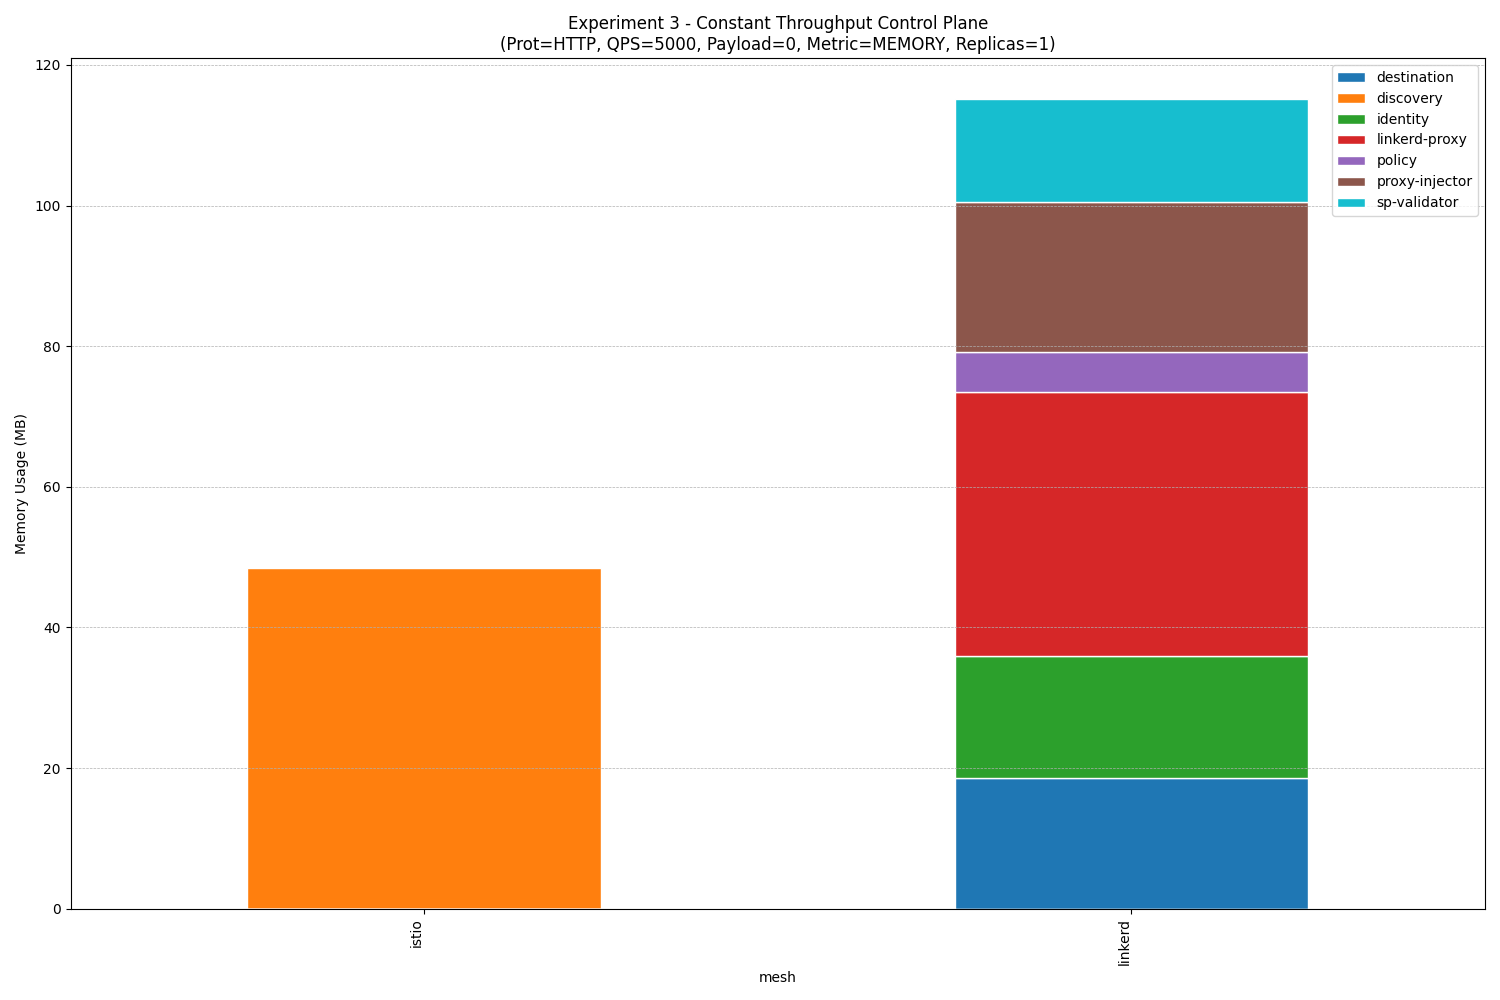 Experiment 3 - Constant Throughput Control Plane
(Prot=HTTP, QPS=5000, Payload=0, Metric=MEMORY, Replicas=1)
120
100
80
60
40
20
0
Memory Usage (MB)
destination
discovery
identity
linkerd-proxy
policy
proxy-injector
sp-validator
istio
linkerd
mesh